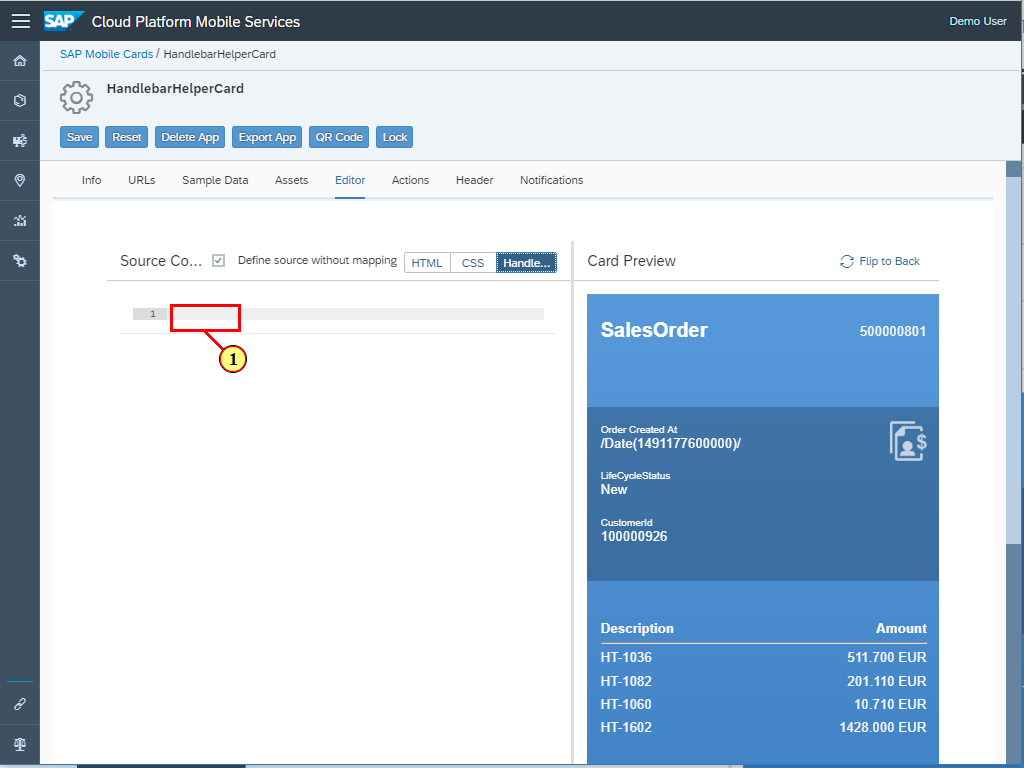 SAP Cloud Platform Mobile Services Demo User
SAP Mobile Cards / HandlebarHelperCard
HandlebarHelperCard
Save Reset Delete App Export App QR Code Lock
Info URLs Sample Data Assets Editor Actions Header Notifications
Source Co... Define source without mapping HTML CSS Handle...
1
1
Card Preview Flip to Back
SalesOrder 500000801
Order Created At
/Date(1491177600000)/
LifeCycleStatus
New
CustomerId
100000926
Description Amount
HT-1036 511.700 EUR
HT-1082 201.110 EUR
HT-1060 10.710 EUR
HT-1602 1428.000 EUR